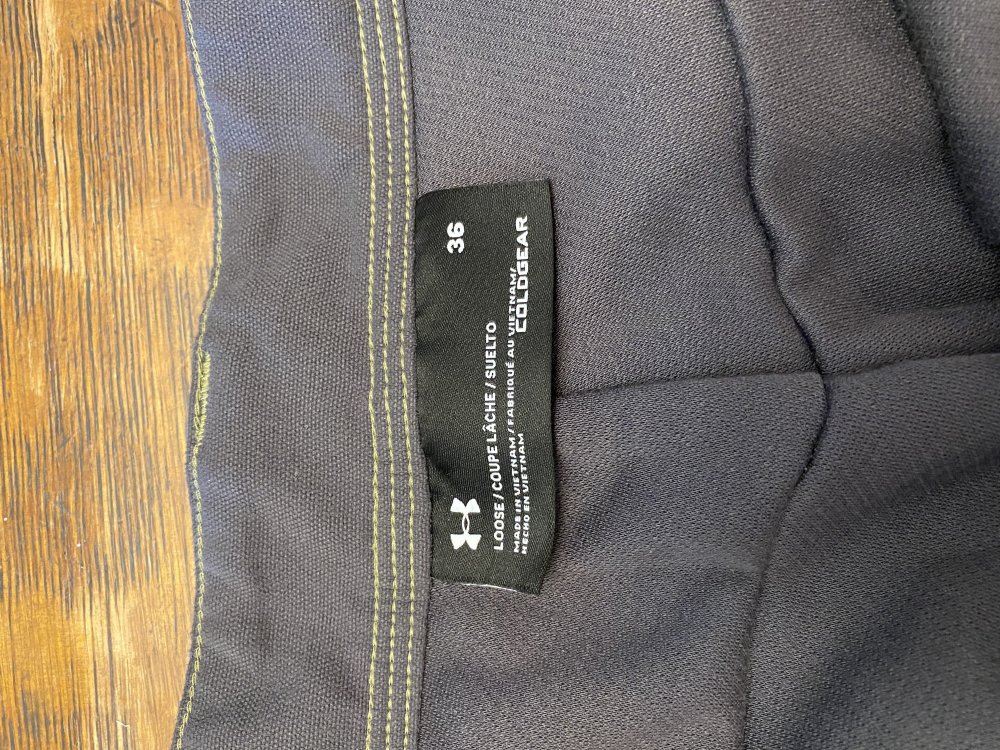 36
LOOSE / COUPE LÂCHE / SUELTO
MADE IN VIETNAM / FABRIQUÉ AU VIETNAM/
HECHO EN VIETNAM
COLDGEAR